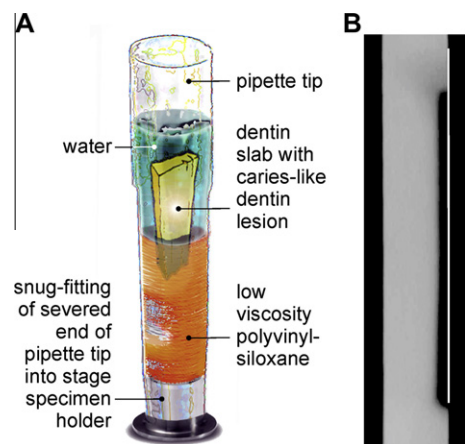 A
B
pipette tip
water
dentin
slab with
caries-like
dentin
lesion
snug-fitting
of severed
end of
pipette tip
into stage
specimen
holder
low
viscosity
polyvinyl-
siloxane